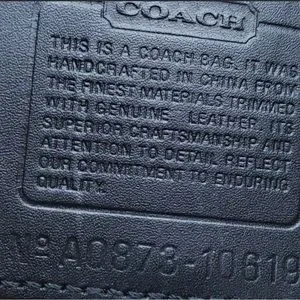 COACH
THIS IS A COACH BAG. IT WAS
HANDCRAFTED IN CHINA FROM
THE FINEST MATERIALS TRIMMED
WITH GENUINE LEATHER. ITS
SUPERIOR CRAFTSMANSHIP AND
ATTENTION TO DETAIL REFLECT
OUR COMMITMENT TO ENDURING
QUALITY.
Nº A0873-10619